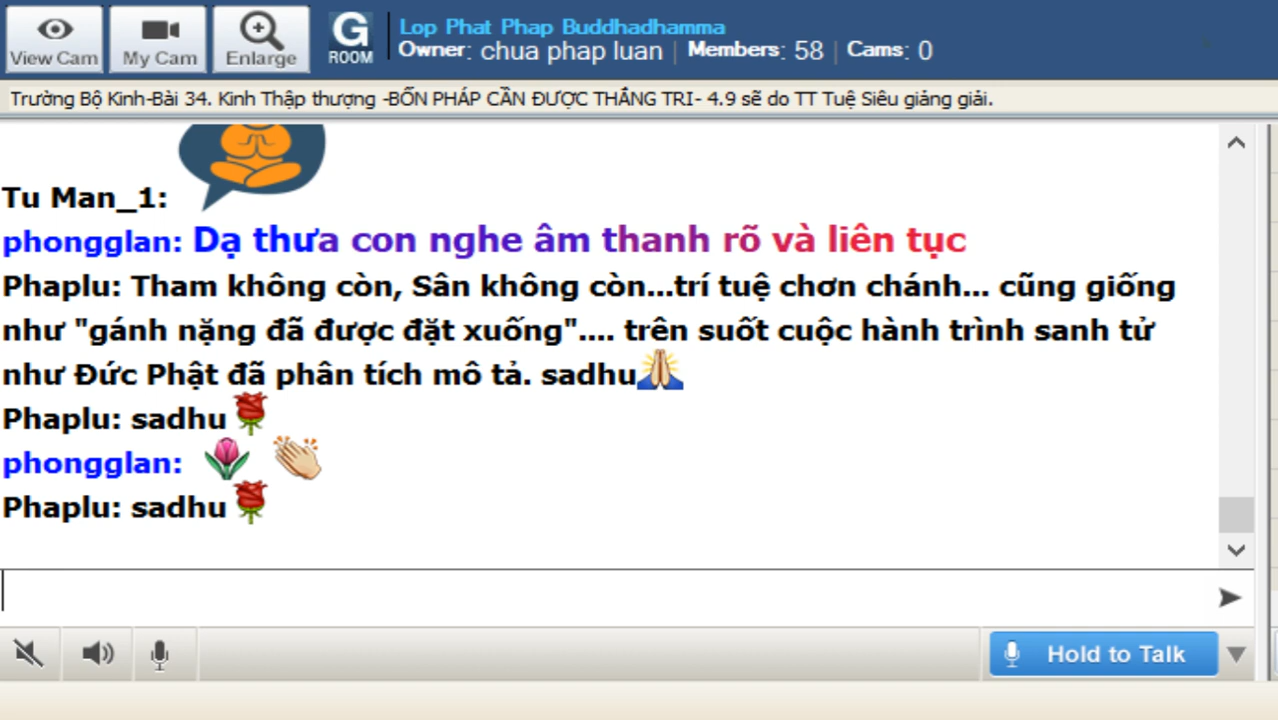 View Cam
My Cam
Enlarge
G
ROOM
Lop Phat Phap Buddhadhamma
Owner: chua phap luan | Members: 58 | Cams: 0
Trường Bộ Kinh-Bài 34. Kinh Thập thượng -BỐN PHÁP CẦN ĐƯỢC THẮNG TRI- 4.9 sẽ do TT Tuệ Siêu giảng giải.
Tu Man_1:
phongglan: Dạ thưa con nghe âm thanh rõ và liên tục
Phaplu: Tham không còn, Sân không còn...trí tuệ chơn chánh... cũng giống
như "gánh nặng đã được đặt xuống".... trên suốt cuộc hành trình sanh tử
như Đức Phật đã phân tích mô tả. sadhu
Phaplu: sadhu
phongglan:
Phaplu: sadhu
Hold to Talk